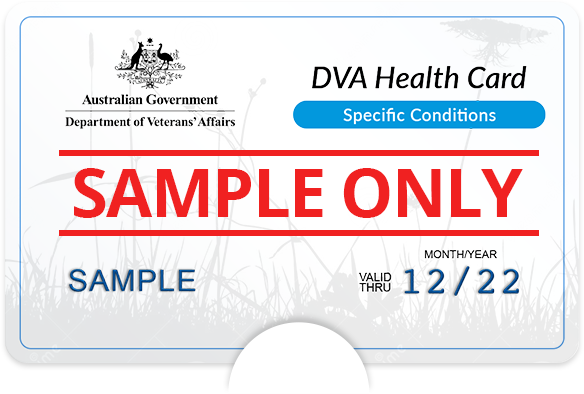 Australian Government
Department of Veterans' Affairs
DVA Health Card
Specific Conditions
SAMPLE ONLY
SAMPLE
MONTH/YEAR
VALID
THRU
12/22